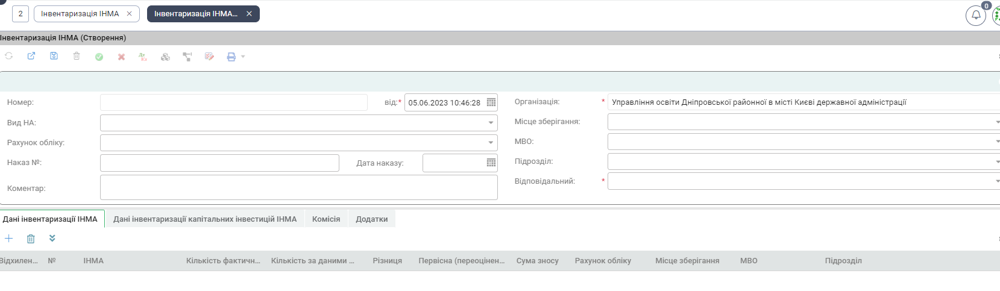 2 Інвентаризація ІНМА Інвентаризація ІНМА... 0
Інвентаризація ІНМА (Створення)
Дт Кт
Номер: від:* 05.06.2023 10:46:28 Організація: * Управління освіти Дніпровської районної в місті Києві державної адміністрації
Вид НА: Місце зберігання:
Рахунок обліку: МВО:
Наказ №: Дата наказу: Підрозділ:
Відповідальний: *
Коментар:
Дані інвентаризації ІНМА Дані інвентаризації капітальних інвестицій ІНМА Комісія Додатки
Відхилен... № ІНМА Кількість фактичн... Кількість за даними ... Різниця Первісна (переоцінен... Сума зносу Рахунок обліку Місце зберігання МВО Підрозділ